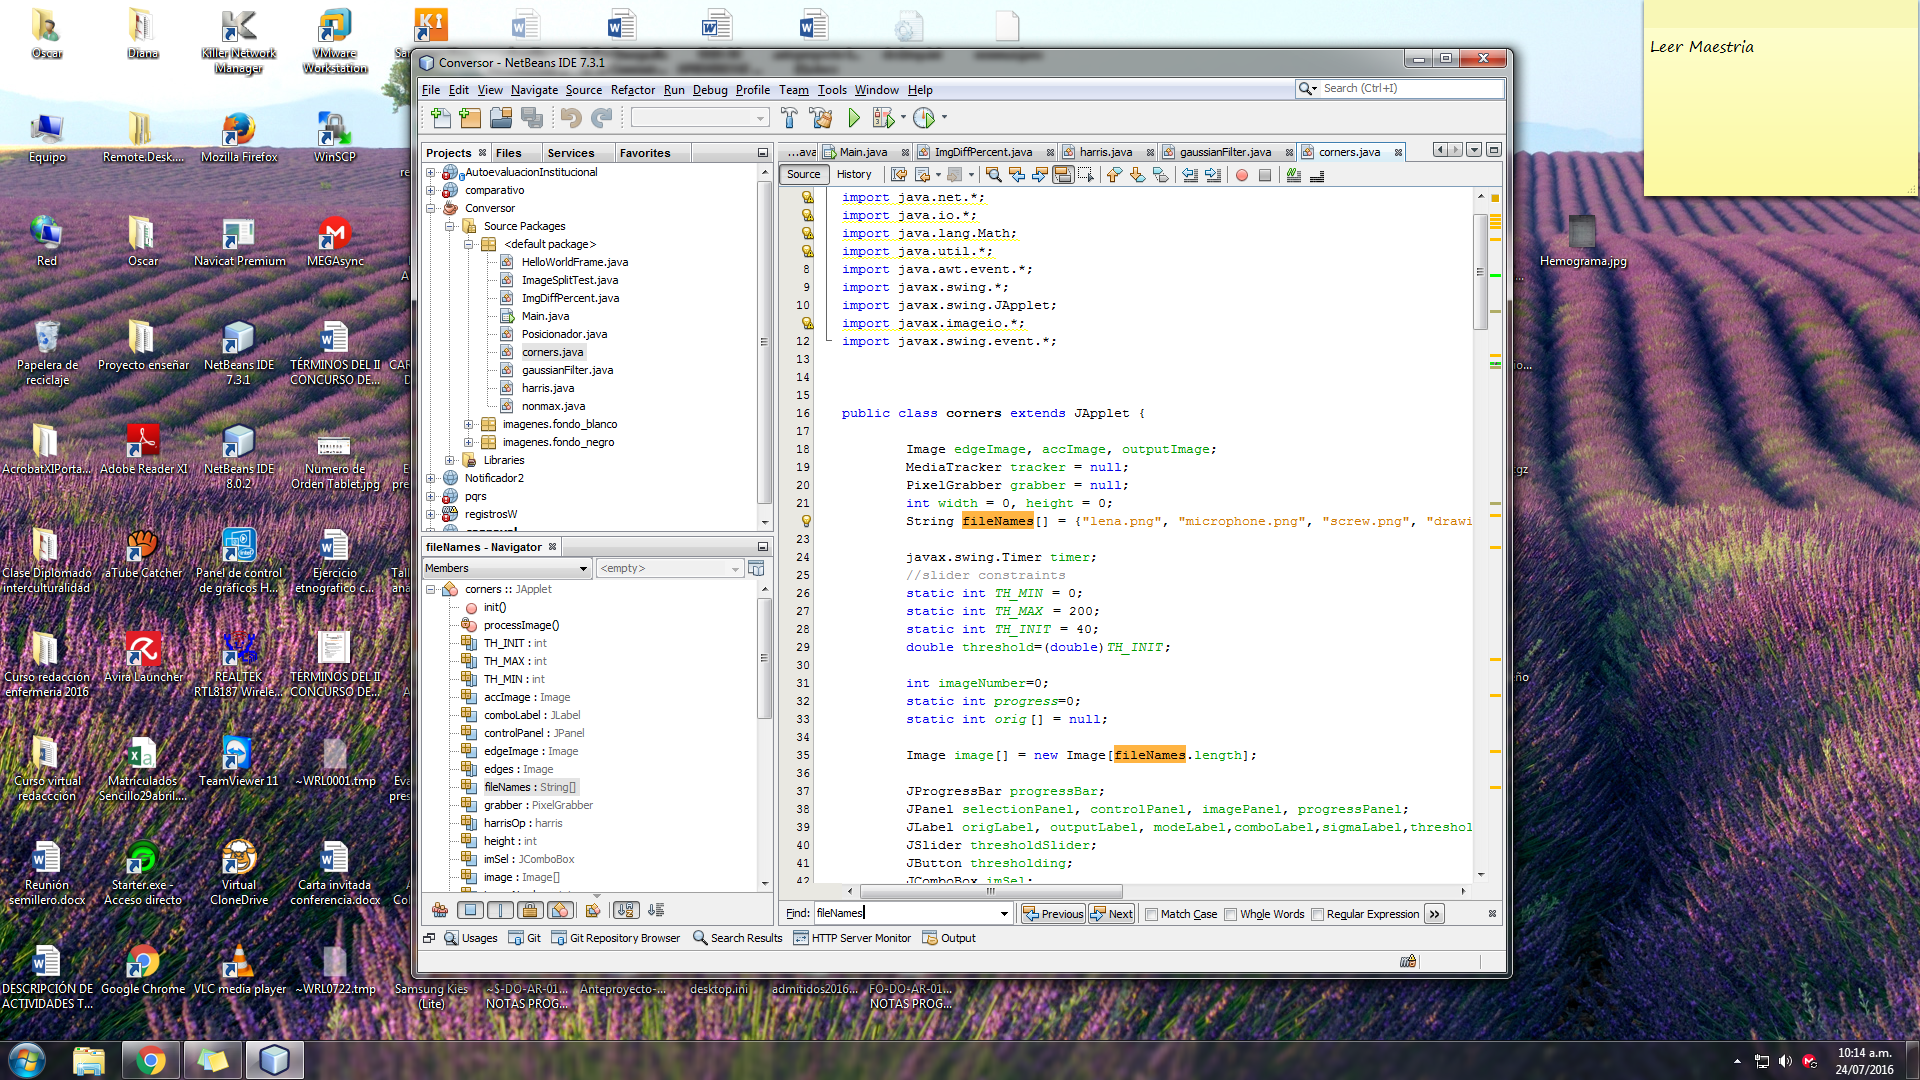 Oscar
Diana
Killer Network
Manager
VMware
Workstation
Leer Maestria
Equipo
Remote.Desk....
Mozilla Firefox
WinSCP
Red
Oscar
Navicat Premium
MEGAsync
Hemograma.jpg
Papelera de
reciclaje
Proyecto enseñar
NetBeans IDE
7.3.1
TÉRMINOS DEL II
CONCURSO DE...
AcrobatXIPorta...
Adobe Reader XI
NetBeans IDE
8.0.2
Numero de
Orden Tablet.jpg
Clase Diplomado
interculturalidad
aTube Catcher
Panel de control
de gráficos H...
Ejercicio
etnografico c...
Curso redacción
enfermeria 2016
Avira Launcher
REALTEK
RTL8187 Wirele...
TÉRMINOS DEL II
CONCURSO DE...
Curso virtual
redaccción
Matriculados
Sencillo29abril....
TeamViewer 11
~WRL0001.tmp
Reunión
semillero.docx
Starter.exe -
Acceso directo
Virtual
CloneDrive
Carta invitada
conferencia.docx
DESCRIPCIÓN DE
ACTIVIDADES T...
Google Chrome
VLC media player
~WRL0722.tmp
Samsung Kies
(Lite)
~$-DO-AR-01...
NOTAS PROG...
Anteproyecto-...
desktop.ini
admitidos2016...
FO-DO-AR-01...
NOTAS PROG...
Conversor - NetBeans IDE 7.3.1
File Edit View Navigate Source Refactor Run Debug Profile Team Tools Window Help
Search (Ctrl+I)
Projects Files Services Favorites
AutoevaluacionInstitucional
comparativo
Conversor
Source Packages
<default package>
HelloWorldFrame.java
ImageSplitTest.java
ImgDiffPercent.java
Main.java
Posicionador.java
corners.java
gaussianFilter.java
harris.java
nonmax.java
imagenes.fondo_blanco
imagenes.fondo_negro
Libraries
Notificador2
pqrs
registrosW
fileNames - Navigator
Members <empty>
corners :: JApplet
init()
processImage()
TH_INIT : int
TH_MAX : int
TH_MIN : int
accImage : Image
comboLabel : JLabel
controlPanel : JPanel
edgeImage : Image
edges : Image
fileNames : String[]
grabber : PixelGrabber
harrisOp : harris
height : int
imSel : JComboBox
image : Image[]
...ava Main.java ImgDiffPercent.java harris.java gaussianFilter.java corners.java
Source History
import java.net.*;
import java.io.*;
import java.lang.Math;
import java.util.*;
8 import java.awt.event.*;
9 import javax.swing.*;
10 import javax.swing.JApplet;
import javax.imageio.*;
12 import javax.swing.event.*;
13
14
15
16 public class corners extends JApplet {
17
18 Image edgeImage, accImage, outputImage;
19 MediaTracker tracker = null;
20 PixelGrabber grabber = null;
21 int width = 0, height = 0;
String fileNames[] = {"lena.png", "microphone.png", "screw.png", "drawi
23
24 javax.swing.Timer timer;
25 //slider constraints
26 static int TH_MIN = 0;
27 static int TH_MAX = 200;
28 static int TH_INIT = 40;
29 double threshold=(double)TH_INIT;
30
31 int imageNumber=0;
32 static int progress=0;
33 static int orig[] = null;
34
35 Image image[] = new Image[fileNames.length];
36
37 JProgressBar progressBar;
38 JPanel selectionPanel, controlPanel, imagePanel, progressPanel;
39 JLabel origLabel, outputLabel, modeLabel,comboLabel,sigmaLabel,threshol
40 JSlider thresholdSlider;
41 JButton thresholding;
42 JComboBox imSel;
Find: fileNames Previous Next Match Case Whole Words Regular Expression
Usages Git Git Repository Browser Search Results HTTP Server Monitor Output
10:14 a.m.
24/07/2016